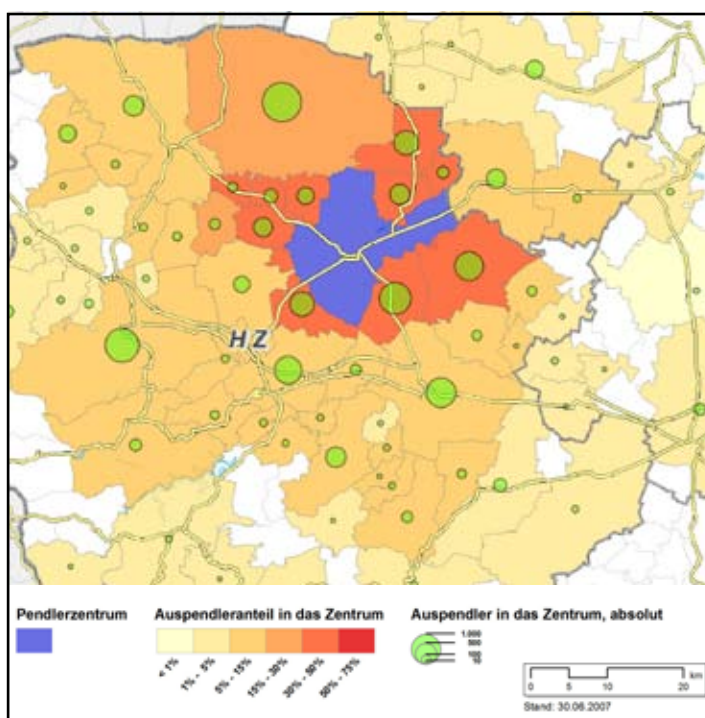 HZ
Pendlerzentrum
Auspendleranteil in das Zentrum
Auspendler in das Zentrum, absolut
< 1%
1% - 5%
5% - 15%
15% - 30%
30% - 50%
50% - 75%
1.000
500
100
km
0 5 10 20
Stand: 30.06.2007